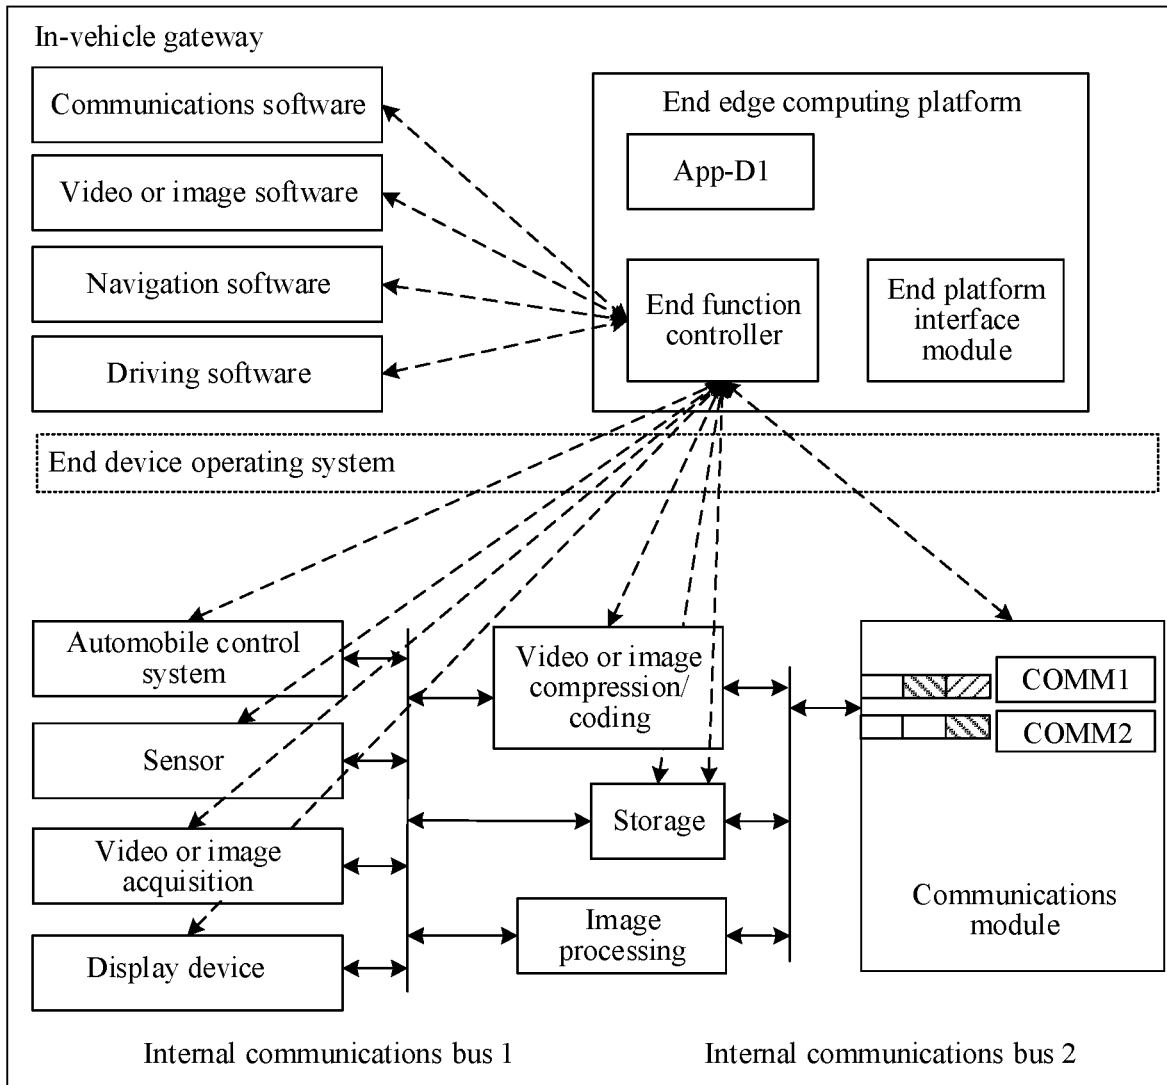 In-vehicle gateway
Communications software
Video or image software
Navigation software
Driving software
End edge computing platform
App-D1
End function
controller
End platform
interface
module
End device operating system
Automobile control
system
Sensor
Video or image
acquisition
Display device
Video or image
compression/
coding
Storage
Image
processing
COMM1
COMM2
Communications
module
Internal communications bus 1
Internal communications bus 2